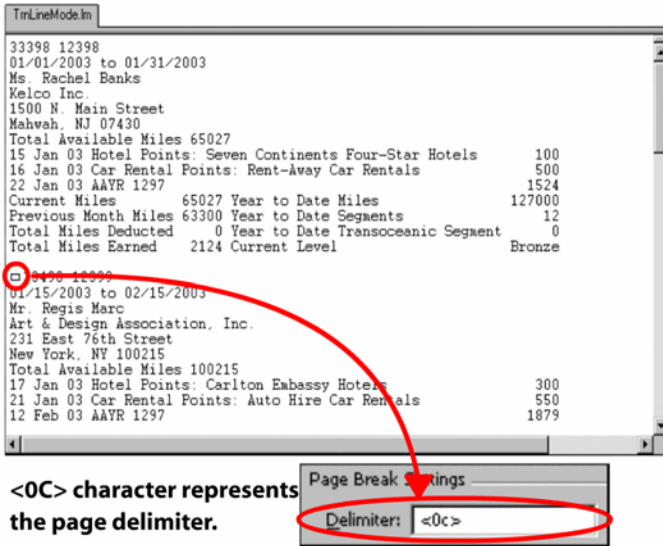 TrnLineMode.lm
33398 12398
01/01/2003 to 01/31/2003
Ms. Rachel Banks
Kelco Inc.
1500 N. Main Street
Mahwah, NJ 07430
Total Available Miles 65027
15 Jan 03 Hotel Points: Seven Continents Four-Star Hotels 100
16 Jan 03 Car Rental Points: Rent-Away Car Rentals 500
22 Jan 03 AAYR 1297 1524
Current Miles 65027 Year to Date Miles 127000
Previous Month Miles 63300 Year to Date Segments 12
Total Miles Deducted 0 Year to Date Transoceanic Segment 0
Total Miles Earned 2124 Current Level Bronze
12399
01/15/2003 to 02/15/2003
Mr. Regis Marc
Art & Design Association, Inc.
231 East 76th Street
New York, NY 100215
Total Available Miles 100215
17 Jan 03 Hotel Points: Carlton Embassy Hotels 300
21 Jan 03 Car Rental Points: Auto Hire Car Rentals 550
12 Feb 03 AAYR 1297 1879
<0C> character represents
the page delimiter.
Page Break Settings
Delimiter: <0c>